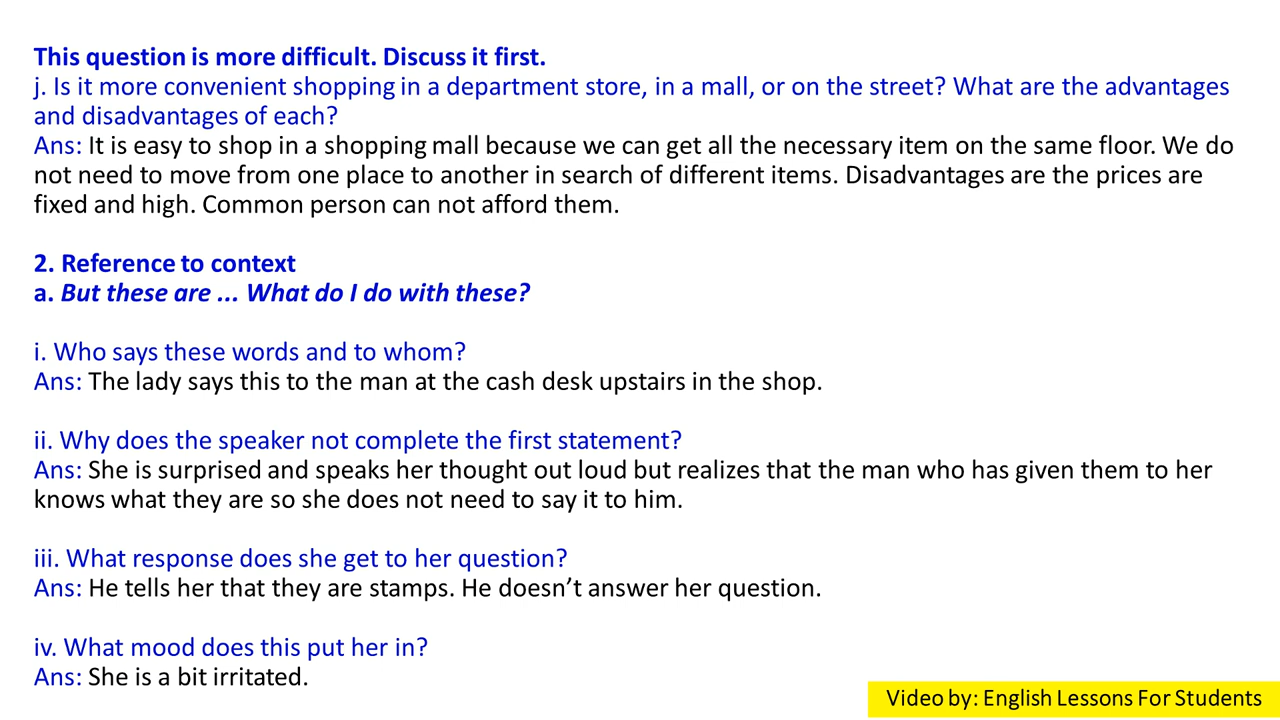 This question is more difficult. Discuss it first.
j. Is it more convenient shopping in a department store, in a mall, or on the street? What are the advantages
and disadvantages of each?
Ans: It is easy to shop in a shopping mall because we can get all the necessary item on the same floor. We do
not need to move from one place to another in search of different items. Disadvantages are the prices are
fixed and high. Common person can not afford them.
2. Reference to context
a. But these are ... What do I do with these?
i. Who says these words and to whom?
Ans: The lady says this to the man at the cash desk upstairs in the shop.
ii. Why does the speaker not complete the first statement?
Ans: She is surprised and speaks her thought out loud but realizes that the man who has given them to her
knows what they are so she does not need to say it to him.
iii. What response does she get to her question?
Ans: He tells her that they are stamps. He doesn’t answer her question.
iv. What mood does this put her in?
Ans: She is a bit irritated.
Video by: English Lessons For Students